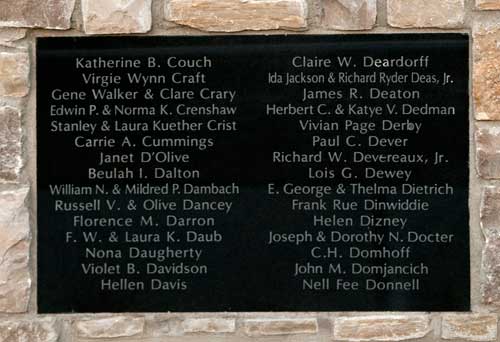 Katherine B. Couch
Virgie Wynn Craft
Gene Walker & Clare Crary
Edwin P. & Norma K. Crenshaw
Stanley & Laura Kuether Crist
Carrie A. Cummings
Janet D'Olive
Beulah I. Dalton
William N. & Mildred P. Dambach
Russell V. & Olive Dancey
Florence M. Darron
F. W. & Laura K. Daub
Nona Daugherty
Violet B. Davidson
Hellen Davis
Claire W. Deardorff
Ida Jackson & Richard Ryder Deas, Jr.
James R. Deaton
Herbert C. & Katye V. Dedman
Vivian Page Derby
Paul C. Dever
Richard W. Devereaux, Jr.
Lois G. Dewey
E. George & Thelma Dietrich
Frank Rue Dinwiddie
Helen Dizney
Joseph & Dorothy N. Docter
C.H. Domhoff
John M. Domjancich
Nell Fee Donnell